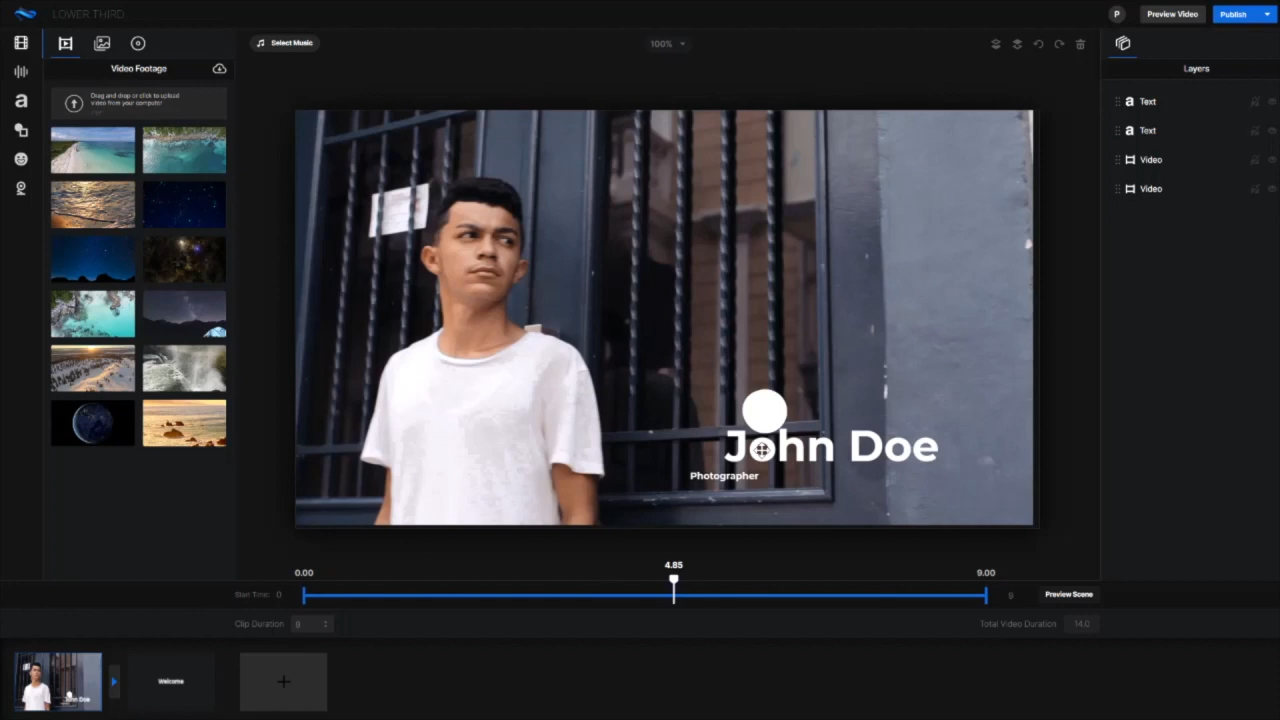 LOWER THIRD
P
Preview Video
Publish
Select Music
100%
Video Footage
Layers
Drag and drop or click to upload
video from your computer
a Text
a
a Text
Video
Video
John Doe
Photographer
4.85
0.00
9.00
Start Time: 0
9
Preview Scene
Clip Duration 9
Total Video Duration 14.0
John Doe
Welcome
+